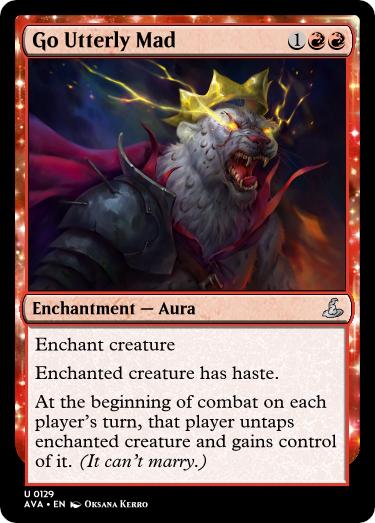 Go Utterly Mad 1
Enchantment — Aura
Enchant creature
Enchanted creature has haste.
At the beginning of combat on each
player's turn, that player untaps
enchanted creature and gains control
of it. (It can't marry.)
U 0129
AVA • EN Oksana Kerro